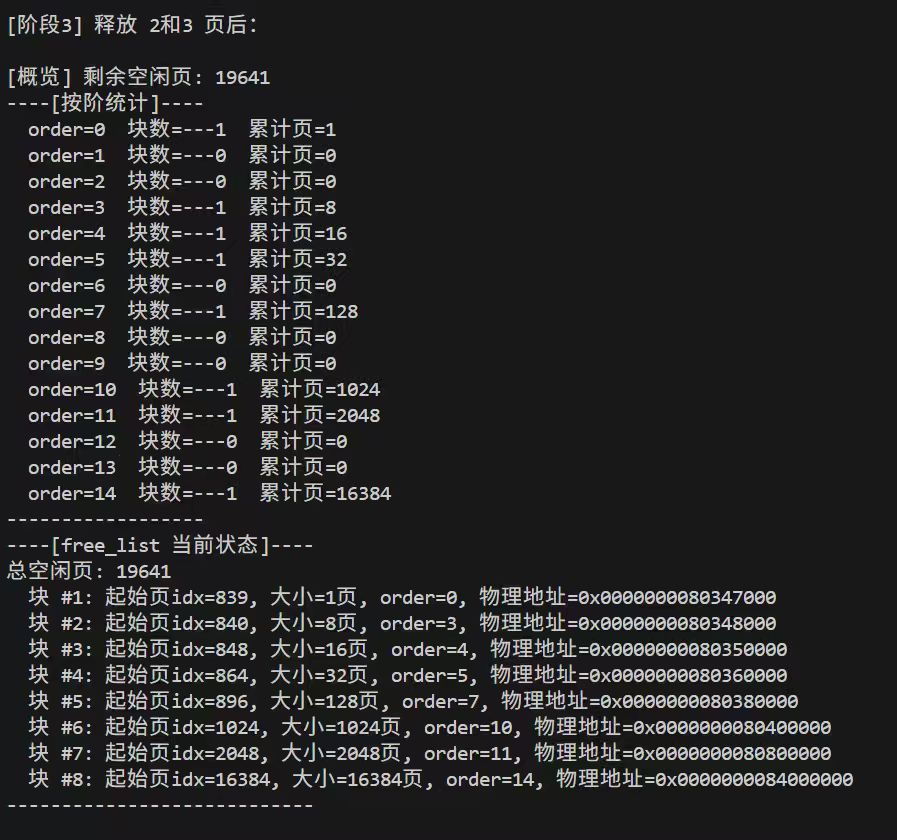 [阶段3] 释放 2和3 页后:
[概览] 剩余空闲页: 19641
----[按阶统计]----
order=0 块数=---1 累计页=1
order=1 块数=---0 累计页=0
order=2 块数=---0 累计页=0
order=3 块数=---1 累计页=8
order=4 块数=---1 累计页=16
order=5 块数=---1 累计页=32
order=6 块数=---0 累计页=0
order=7 块数=---1 累计页=128
order=8 块数=---0 累计页=0
order=9 块数=---0 累计页=0
order=10 块数=---1 累计页=1024
order=11 块数=---1 累计页=2048
order=12 块数=---0 累计页=0
order=13 块数=---0 累计页=0
order=14 块数=---1 累计页=16384
------------------
----[free_list 当前状态]----
总空闲页: 19641
块 #1: 起始页idx=839, 大小=1页, order=0, 物理地址=0x0000000080347000
块 #2: 起始页idx=840, 大小=8页, order=3, 物理地址=0x0000000080348000
块 #3: 起始页idx=848, 大小=16页, order=4, 物理地址=0x0000000080350000
块 #4: 起始页idx=864, 大小=32页, order=5, 物理地址=0x0000000080360000
块 #5: 起始页idx=896, 大小=128页, order=7, 物理地址=0x0000000080380000
块 #6: 起始页idx=1024, 大小=1024页, order=10, 物理地址=0x0000000080400000
块 #7: 起始页idx=2048, 大小=2048页, order=11, 物理地址=0x0000000080800000
块 #8: 起始页idx=16384, 大小=16384页, order=14, 物理地址=0x0000000084000000
----------------------------